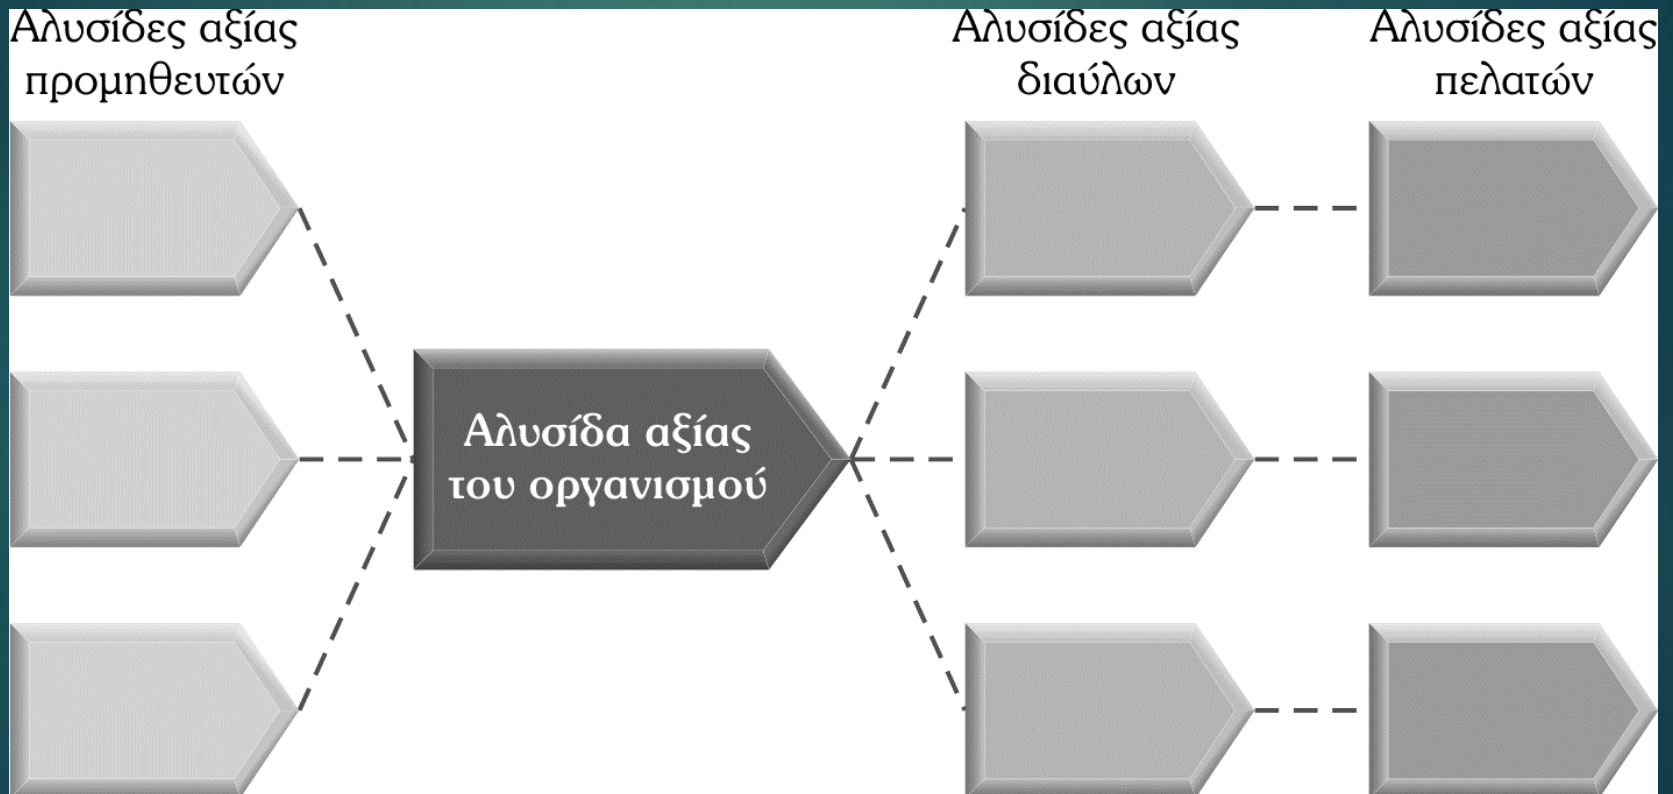 Αλυσίδες αξίας
προμηθευτών
Αλυσίδες αξίας
διαύλων
Αλυσίδες αξίας
πελατών
Αλυσίδα αξίας
του οργανισμού